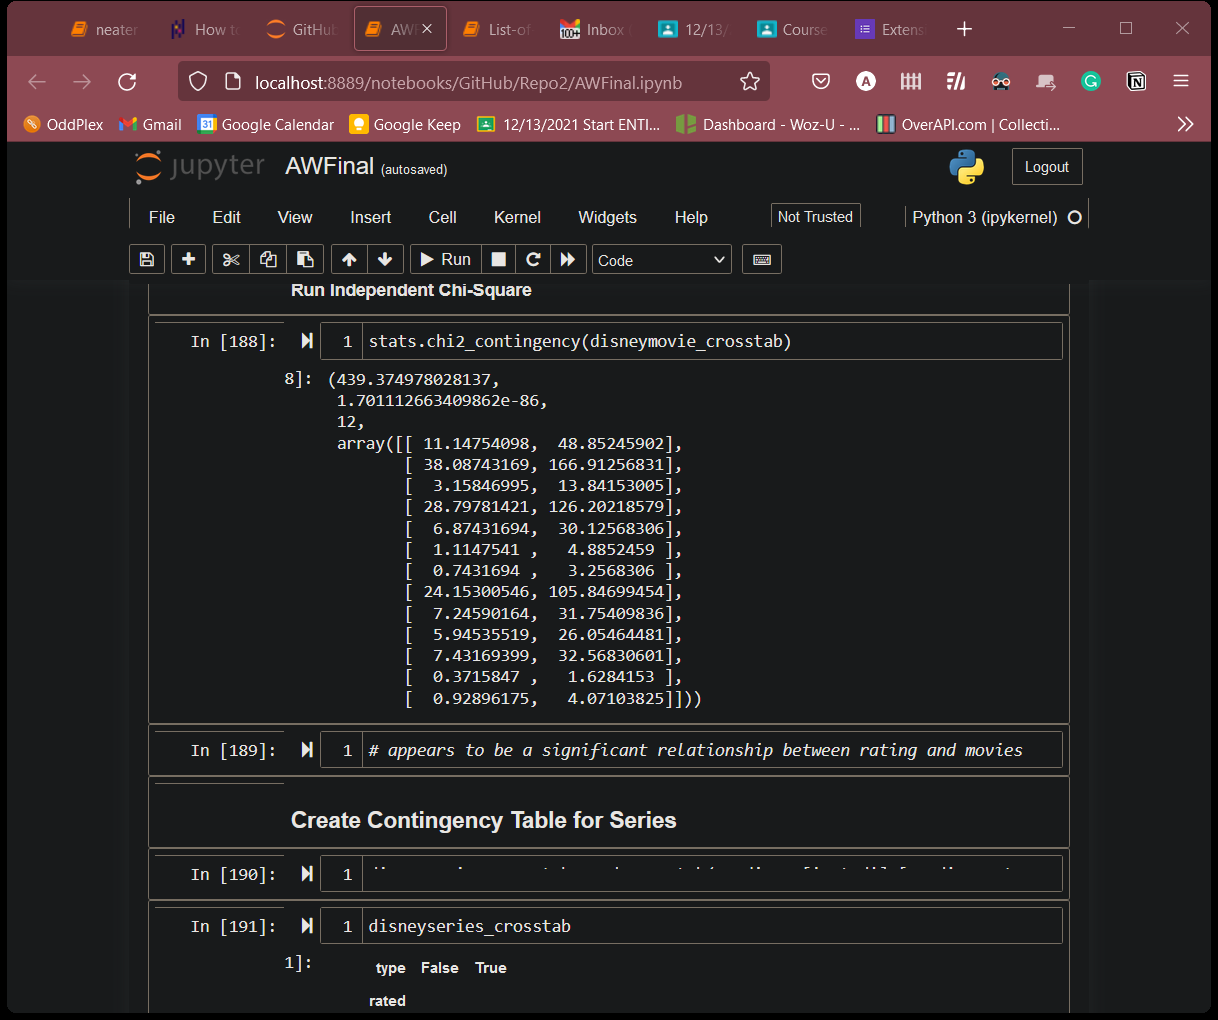 neater
How to
GitHu
AWF
List-of
Inbox
100+
12/13/
Course
Extens
localhost:8889/notebooks/GitHub/Repo2/AWFinal.ipynb
OddPlex
Gmail
31
Google Calendar
Google Keep
12/13/2021 Start ENTI...
Dashboard - Woz-U - ...
OverAPI.com | Collecti...
jupyter AWFinal (autosaved)
Logout
File Edit View Insert Cell Kernel Widgets Help
Not Trusted
Python 3 (ipykernel)
Run
Code
Run Independent Chi-Square
In [188]: 1 stats.chi2_contingency(disneymovie_crosstab)
8]: (439.374978028137,
1.701112663409862e-86,
12,
array([[ 11.14754098, 48.85245902],
[ 38.08743169, 166.91256831],
[ 3.15846995, 13.84153005],
[ 28.79781421, 126.20218579],
[ 6.87431694, 30.12568306],
[ 1.1147541 , 4.8852459 ],
[ 0.7431694 , 3.2568306 ],
[ 24.15300546, 105.84699454],
[ 7.24590164, 31.75409836],
[ 5.94535519, 26.05464481],
[ 7.43169399, 32.56830601],
[ 0.3715847 , 1.6284153 ],
[ 0.92896175, 4.07103825]]))
In [189]: 1 # appears to be a significant relationship between rating and movies
Create Contingency Table for Series
In [190]: 1
In [191]: 1 disneyseries_crosstab
1]:
type False True
rated